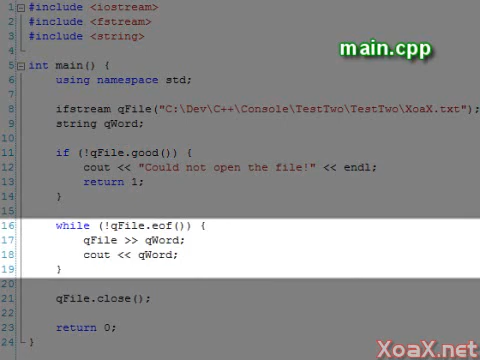 1 #include <iostream>
2 #include <fstream>
3 #include <string>
4
main.cpp
5 int main() {
6 using namespace std;
7
8 ifstream qFile("C:\Dev\C++\Console\TestTwo\TestTwo\XoaX.txt");
9 string qWord;
10
11 if (!qFile.good()) {
12 cout << "Could not open the file!" << endl;
13 return 1;
14 }
15
16 while (!qFile.eof()) {
17 qFile >> qWord;
18 cout << qWord;
19 }
20
21 qFile.close();
22
23 return 0;
24 }
XoaX.net